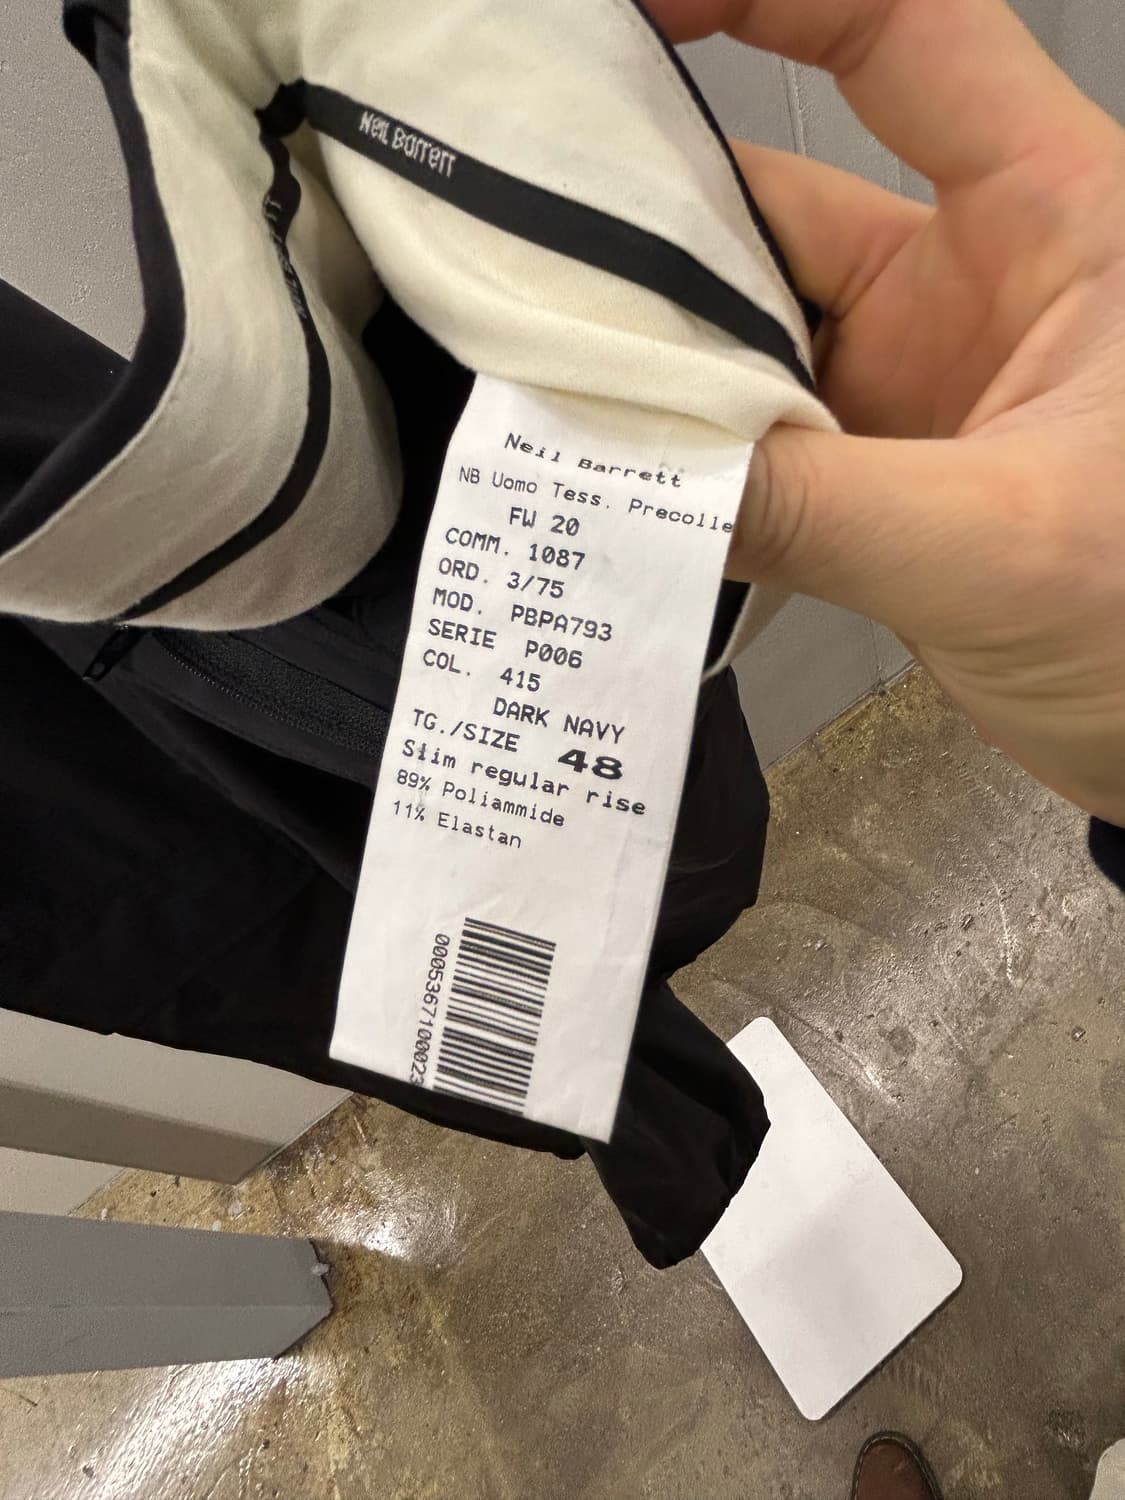 Neil Barrett
Neil Barrett
NB Uomo Tess. Precolle
FW 20
COMM. 1087
ORD. 3/75
MOD. PBPA793
SERIE P006
COL. 415
DARK NAVY
TG./SIZE 48
Slim regular rise
89% Poliammide
11% Elastan
000053671000023